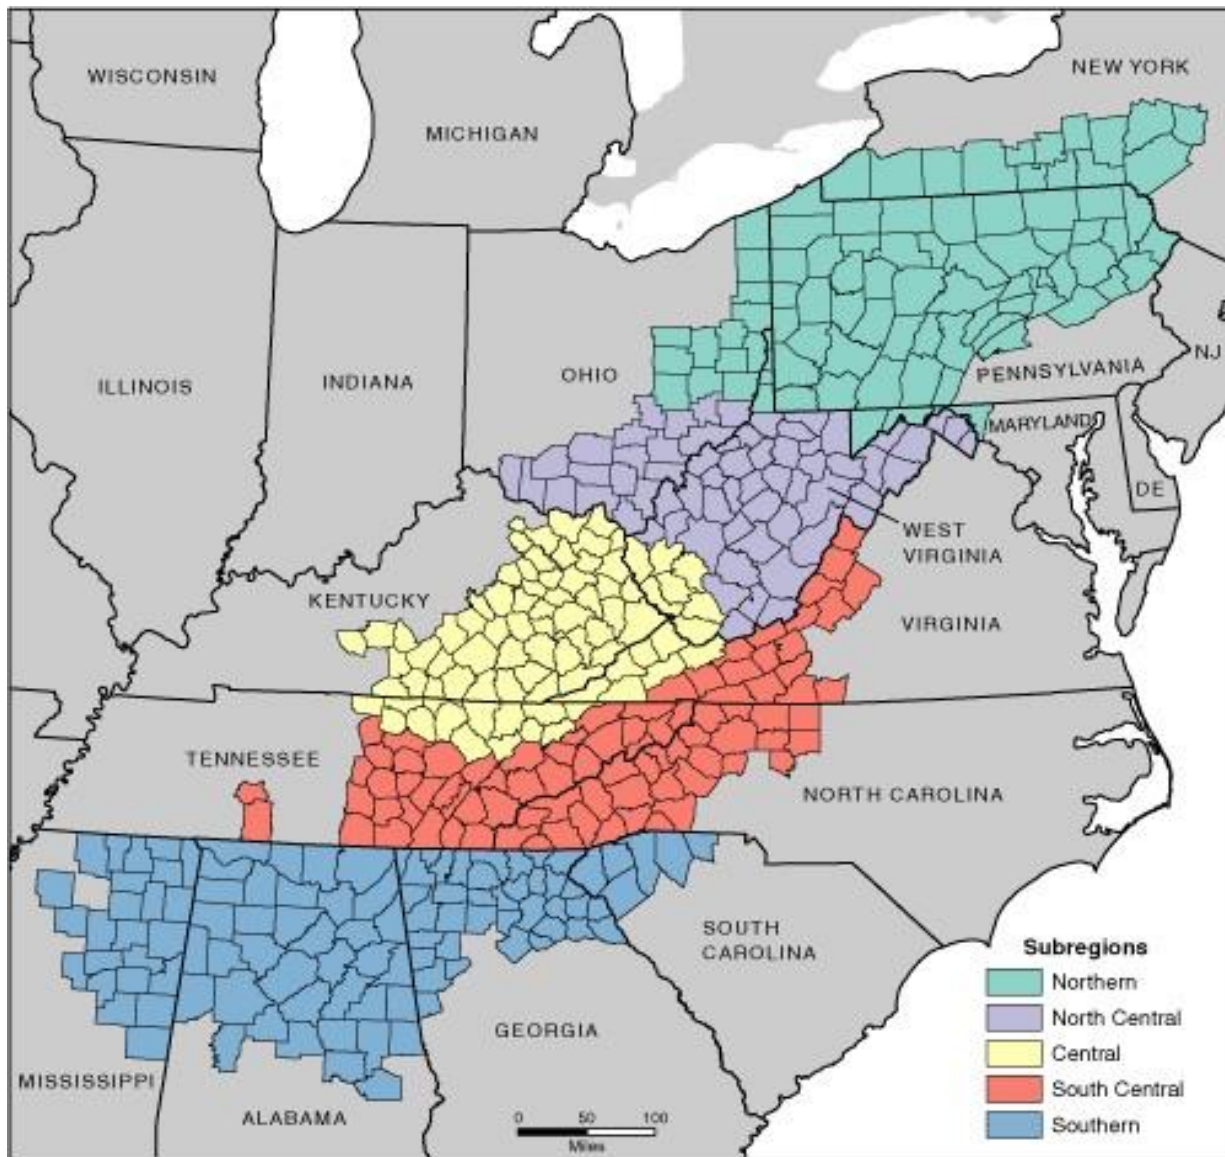 WISCONSIN
NEW YORK
MICHIGAN
ILLINOIS
INDIANA
OHIO
PENNSYLVANIA
NJ
MARYLAND
DE
WEST
VIRGINIA
KENTUCKY
VIRGINIA
TENNESSEE
NORTH CAROLINA
SOUTH
CAROLINA
GEORGIA
MISSISSIPPI
ALABAMA
0 50 100
Miles
Subregions
Northern
North Central
Central
South Central
Southern